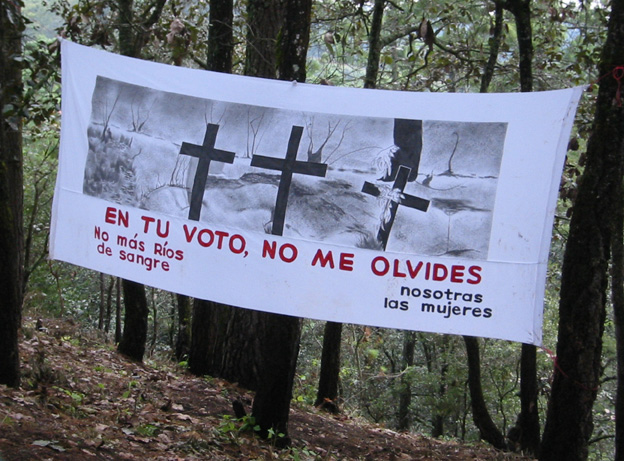 EN TU VOTO, NO ME OLVIDES
No más Ríos
de sangre
nosotras
las mujeres